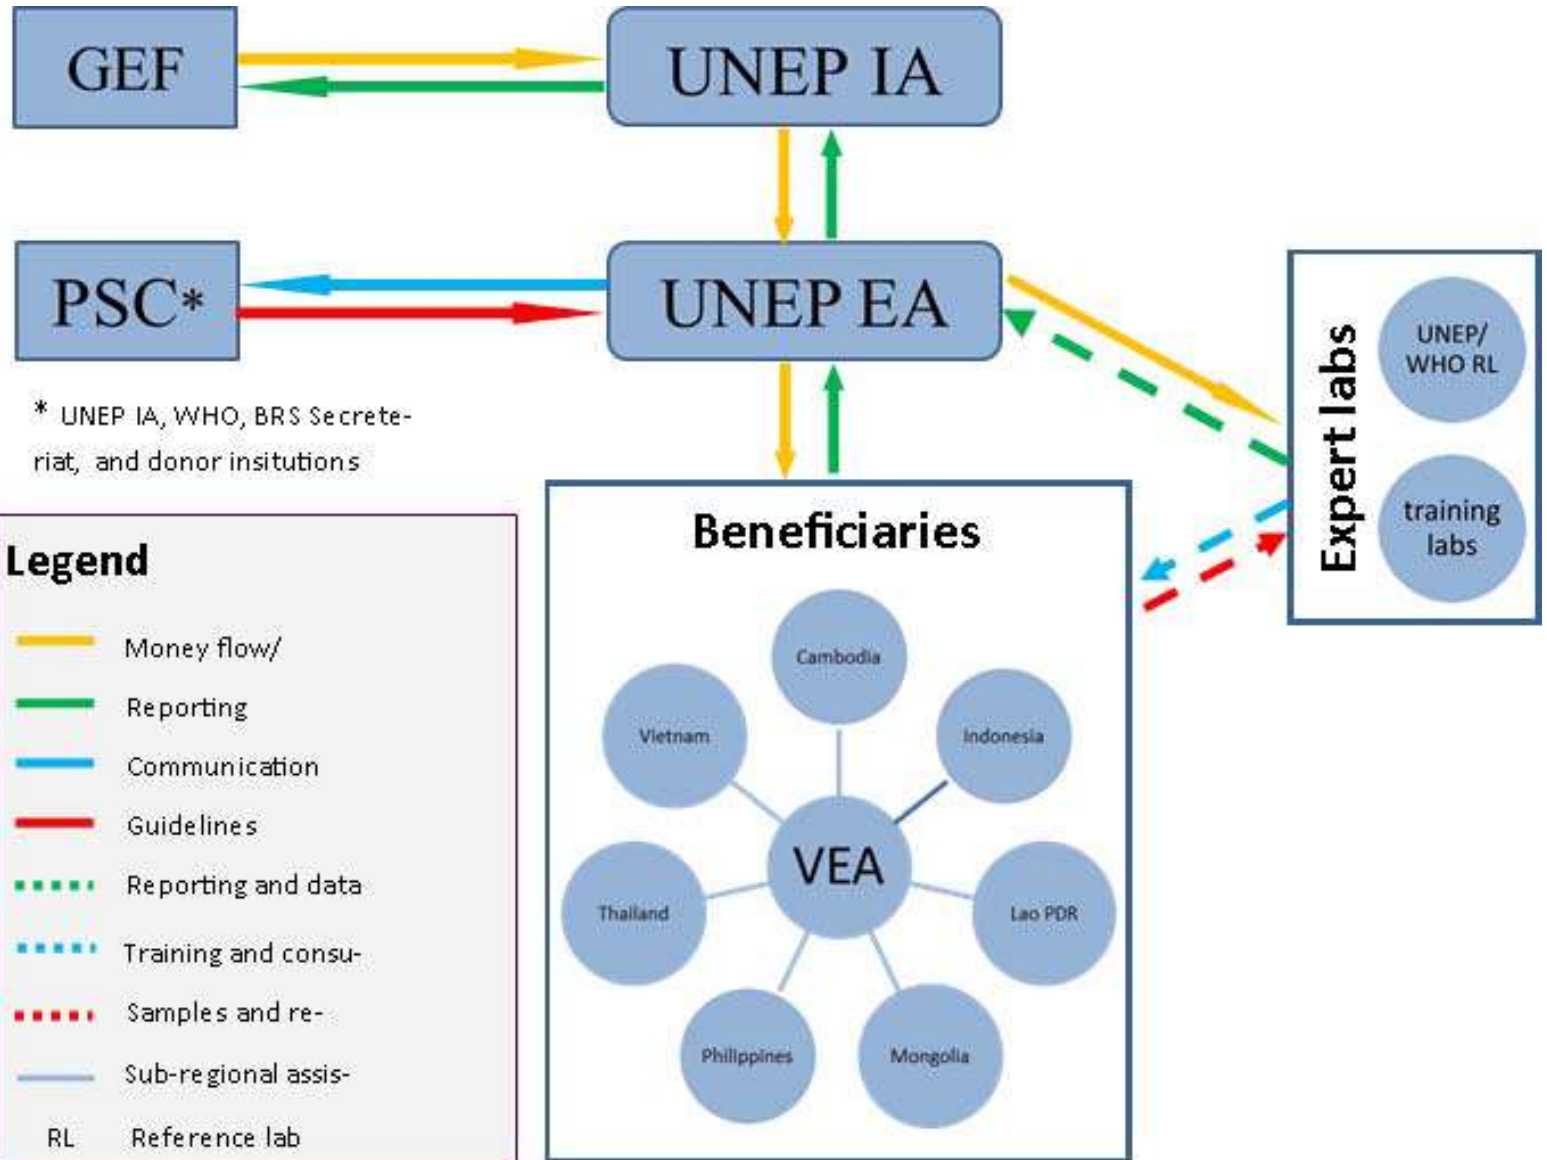 GEF
UNEP IA
PSC*
UNEP EA
* UNEP IA, WHO, BRS Secrete-
riat, and donor insitutions
Expert labs
UNEP/
WHO RL
training
labs
Legend
Money flow/
Reporting
Communication
Guidelines
Reporting and data
Training and consu-
Samples and re-
Sub-regional assis-
RL Reference lab
Beneficiaries
Cambodia
Vietnam
Indonesia
VEA
Thailand
Lao PDR
Philippines
Mongolia